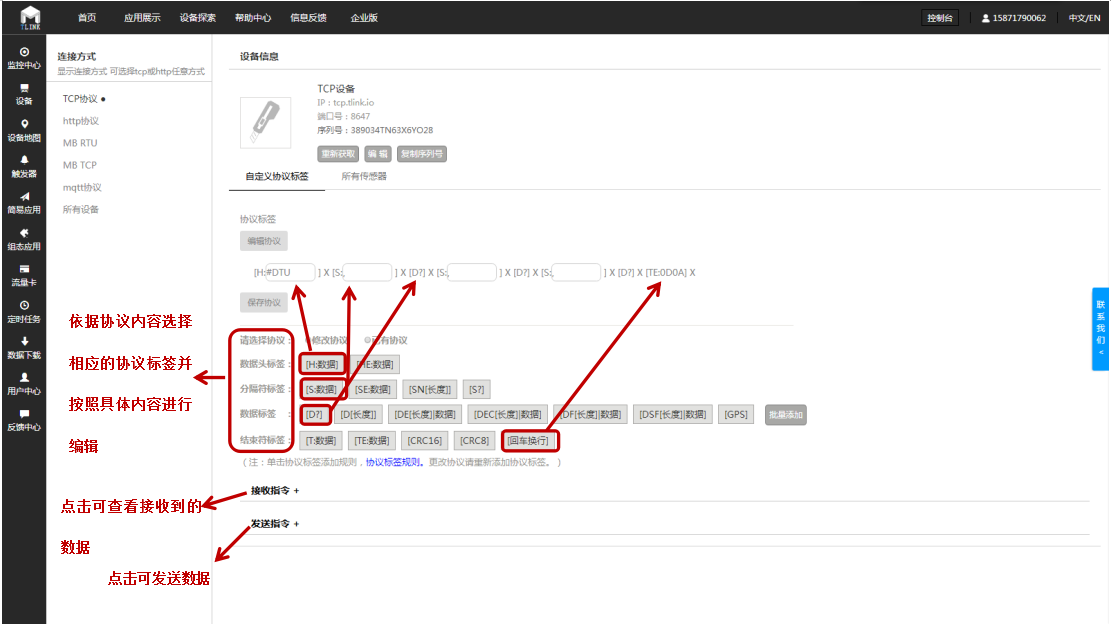 TLINK
首页 应用展示 设备探索 帮助中心 信息反馈 企业版 控制台 15871790062 中文/EN
监控中心
设备
设备地图
触发器
简易应用
组态应用
流量卡
定时任务
数据下载
用户中心
反馈中心
连接方式
显示连接方式 可选择tcp或http任意方式
TCP协议 ●
http协议
MB RTU
MB TCP
mqtt协议
所有设备
设备信息
TCP设备
IP：tcp.tlink.io
端口号：8647
序列号：389034TN63X6YO28
重新获取 编 辑 复制序列号
自定义协议标签 所有传感器
协议标签
编辑协议
[H:#DTU ] X [S:, ] X [D?] X [S:, ] X [D?] X [S:, ] X [D?] X [TE:0D0A] X
保存协议
请选择协议： 修改协议 已有协议
数据头标签： [H:数据] [HE:数据]
分隔符标签： [S:数据] [SE:数据] [SN[长度]] [S?]
数据标签 ： [D?] [D[长度]] [DE[长度]|数据] [DEC[长度]|数据] [DF[长度]|数据] [DSF[长度]|数据] [GPS] 批量添加
结束符标签： [T:数据] [TE:数据] [CRC16] [CRC8] [回车换行]
（注：单击协议标签添加规则，协议标签规则。更改协议请重新添加协议标签。）
接收指令 +
发送指令 +
依据协议内容选择
相应的协议标签并
按照具体内容进行
编辑
点击可查看接收到的
数据
点击可发送数据
联系我们 <